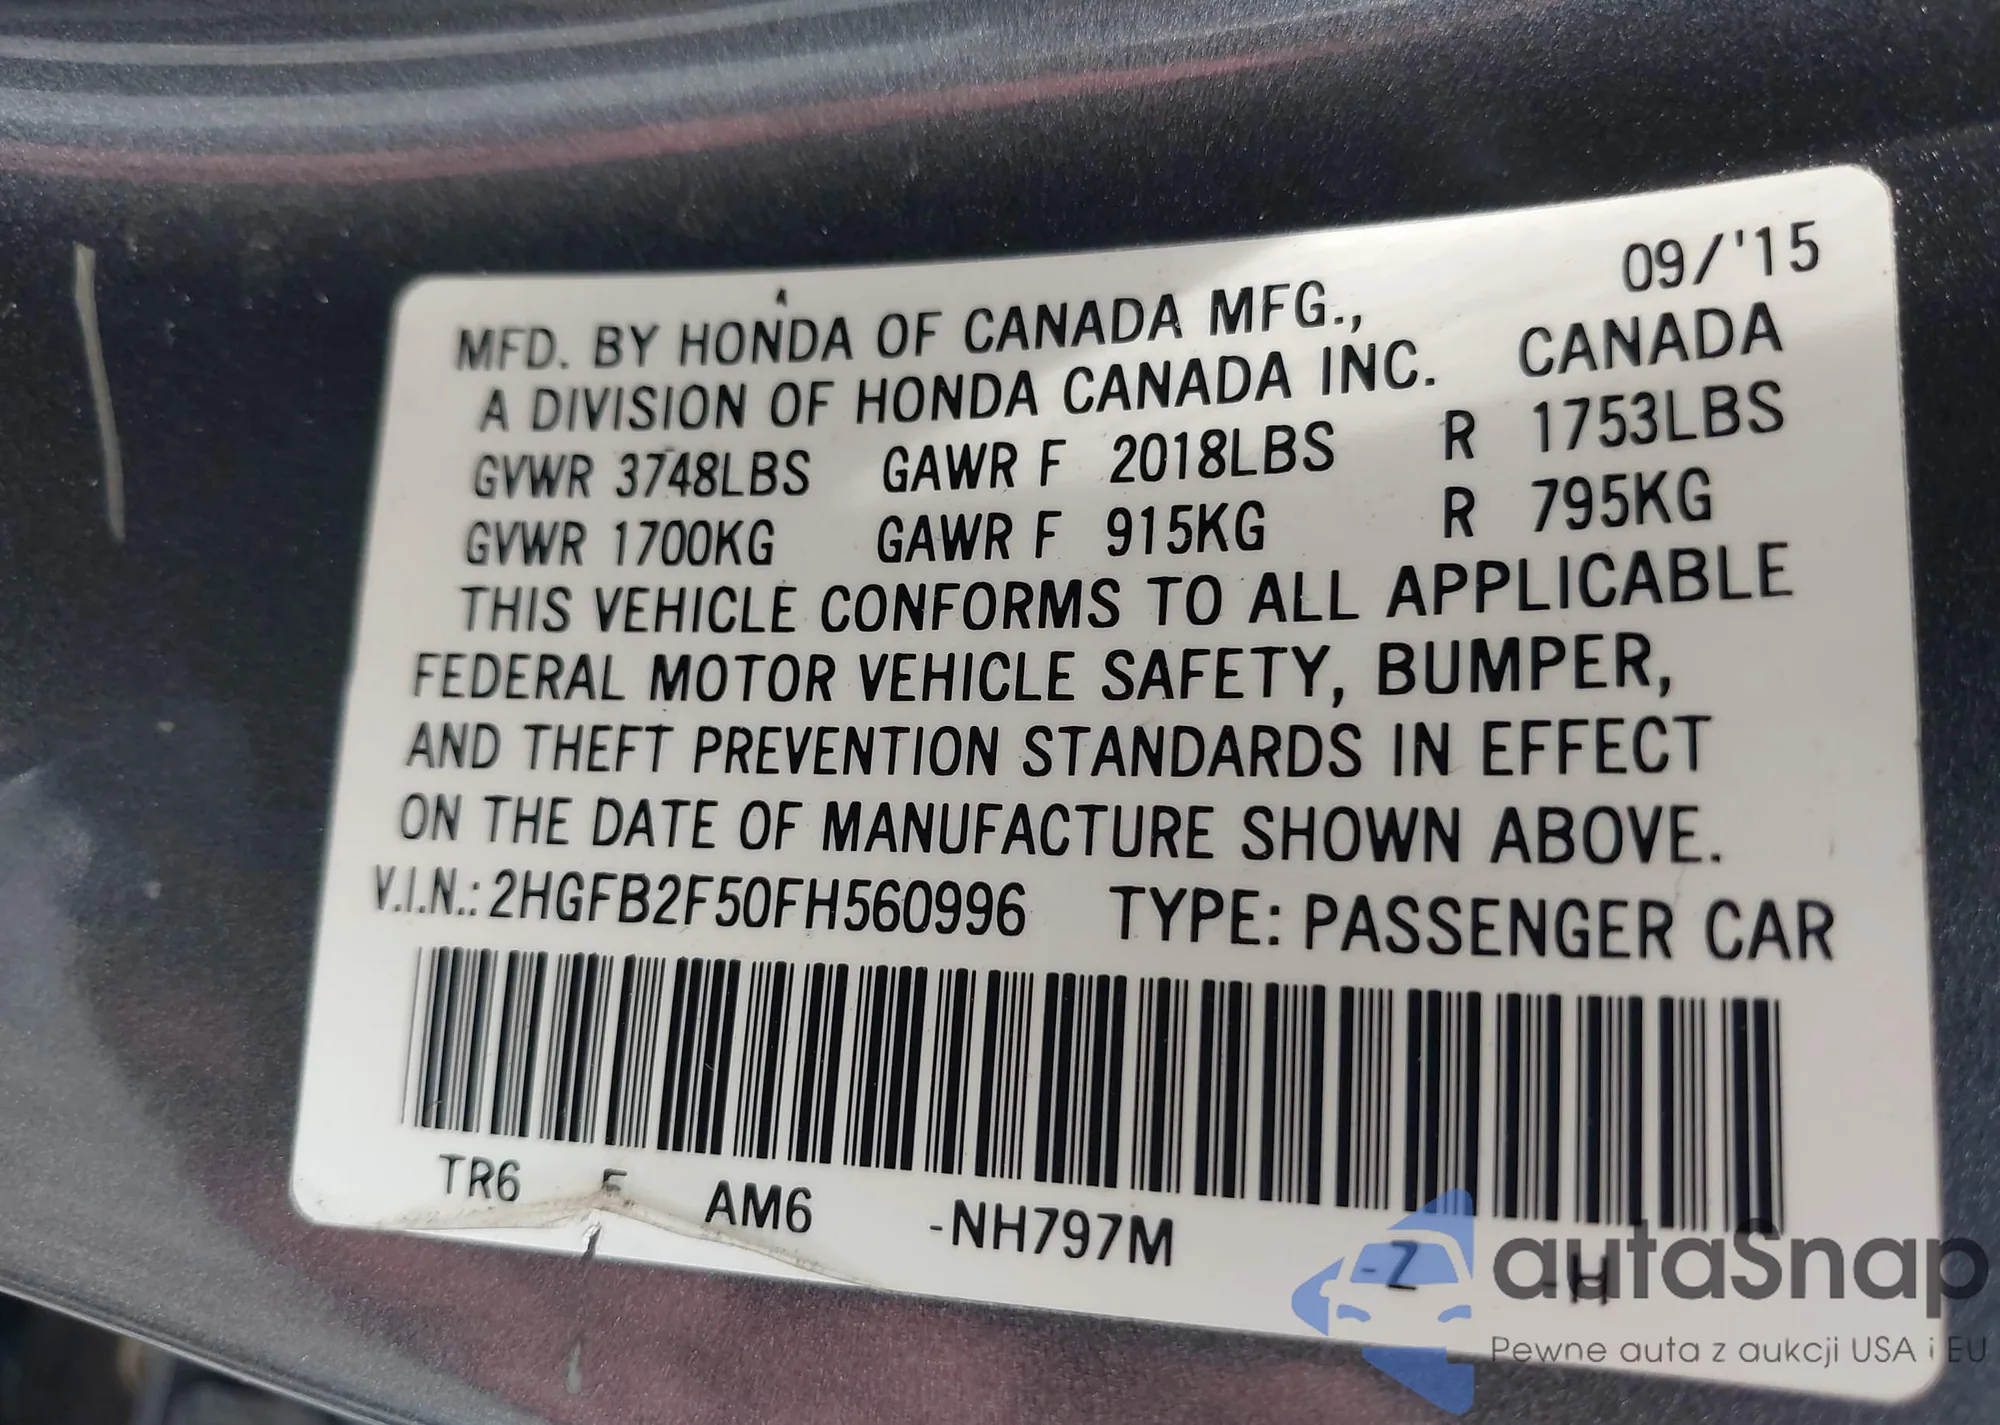 09/'15
MFD. BY HONDA OF CANADA MFG.,
A DIVISION OF HONDA CANADA INC. CANADA
GVWR 3748LBS GAWR F 2018LBS R 1753LBS
GVWR 1700KG GAWR F 915KG R 795KG
THIS VEHICLE CONFORMS TO ALL APPLICABLE
FEDERAL MOTOR VEHICLE SAFETY, BUMPER,
AND THEFT PREVENTION STANDARDS IN EFFECT
ON THE DATE OF MANUFACTURE SHOWN ABOVE.
V.I.N.: 2HGFB2F50FH560996 TYPE: PASSENGER CAR
TR6 AM6 -NH797M -Z -H
autaSnap
Pewne auta z aukcji USA i EU